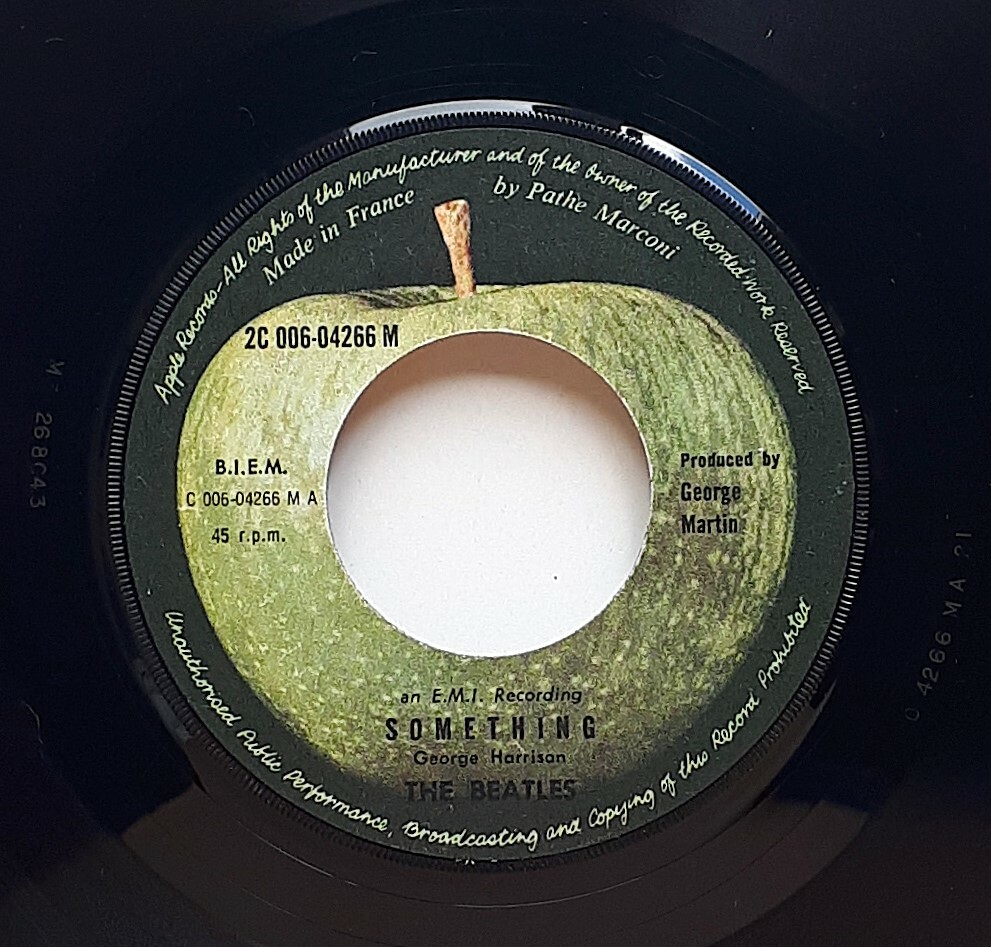 Apple Records-All Rights of the Manufacturer and of the Owner of the Recorded Work Reserved
Made in France by Pathe Marconi
2C 006-04266 M
B.I.E.M.
C 006-04266 M A
45 r.p.m.
Produced by
George
Martin
an E.M.I. Recording
SOMETHING
George Harrison
THE BEATLES
Unauthorised Public Performance, Broadcasting and Copying of this Record Prohibited
M- 268C43
4266 M A 21